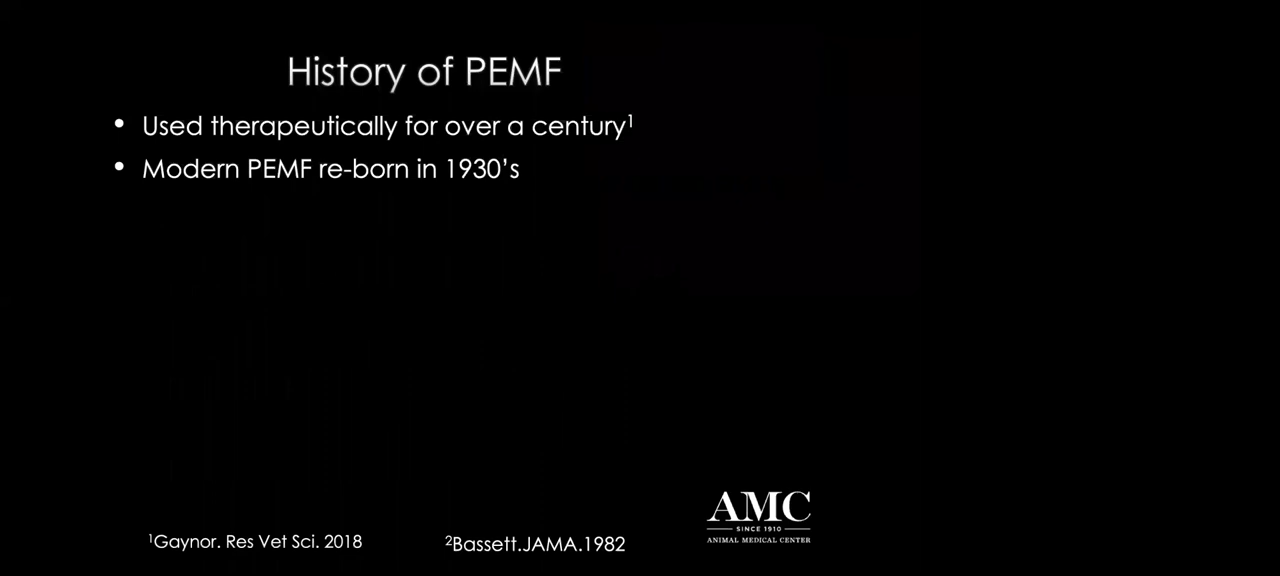 History of PEMF
• Used therapeutically for over a century¹
• Modern PEMF re-born in 1930's
AMC
SINCE 1910
ANIMAL MEDICAL CENTER
¹Gaynor. Res Vet Sci. 2018
²Bassett.JAMA.1982